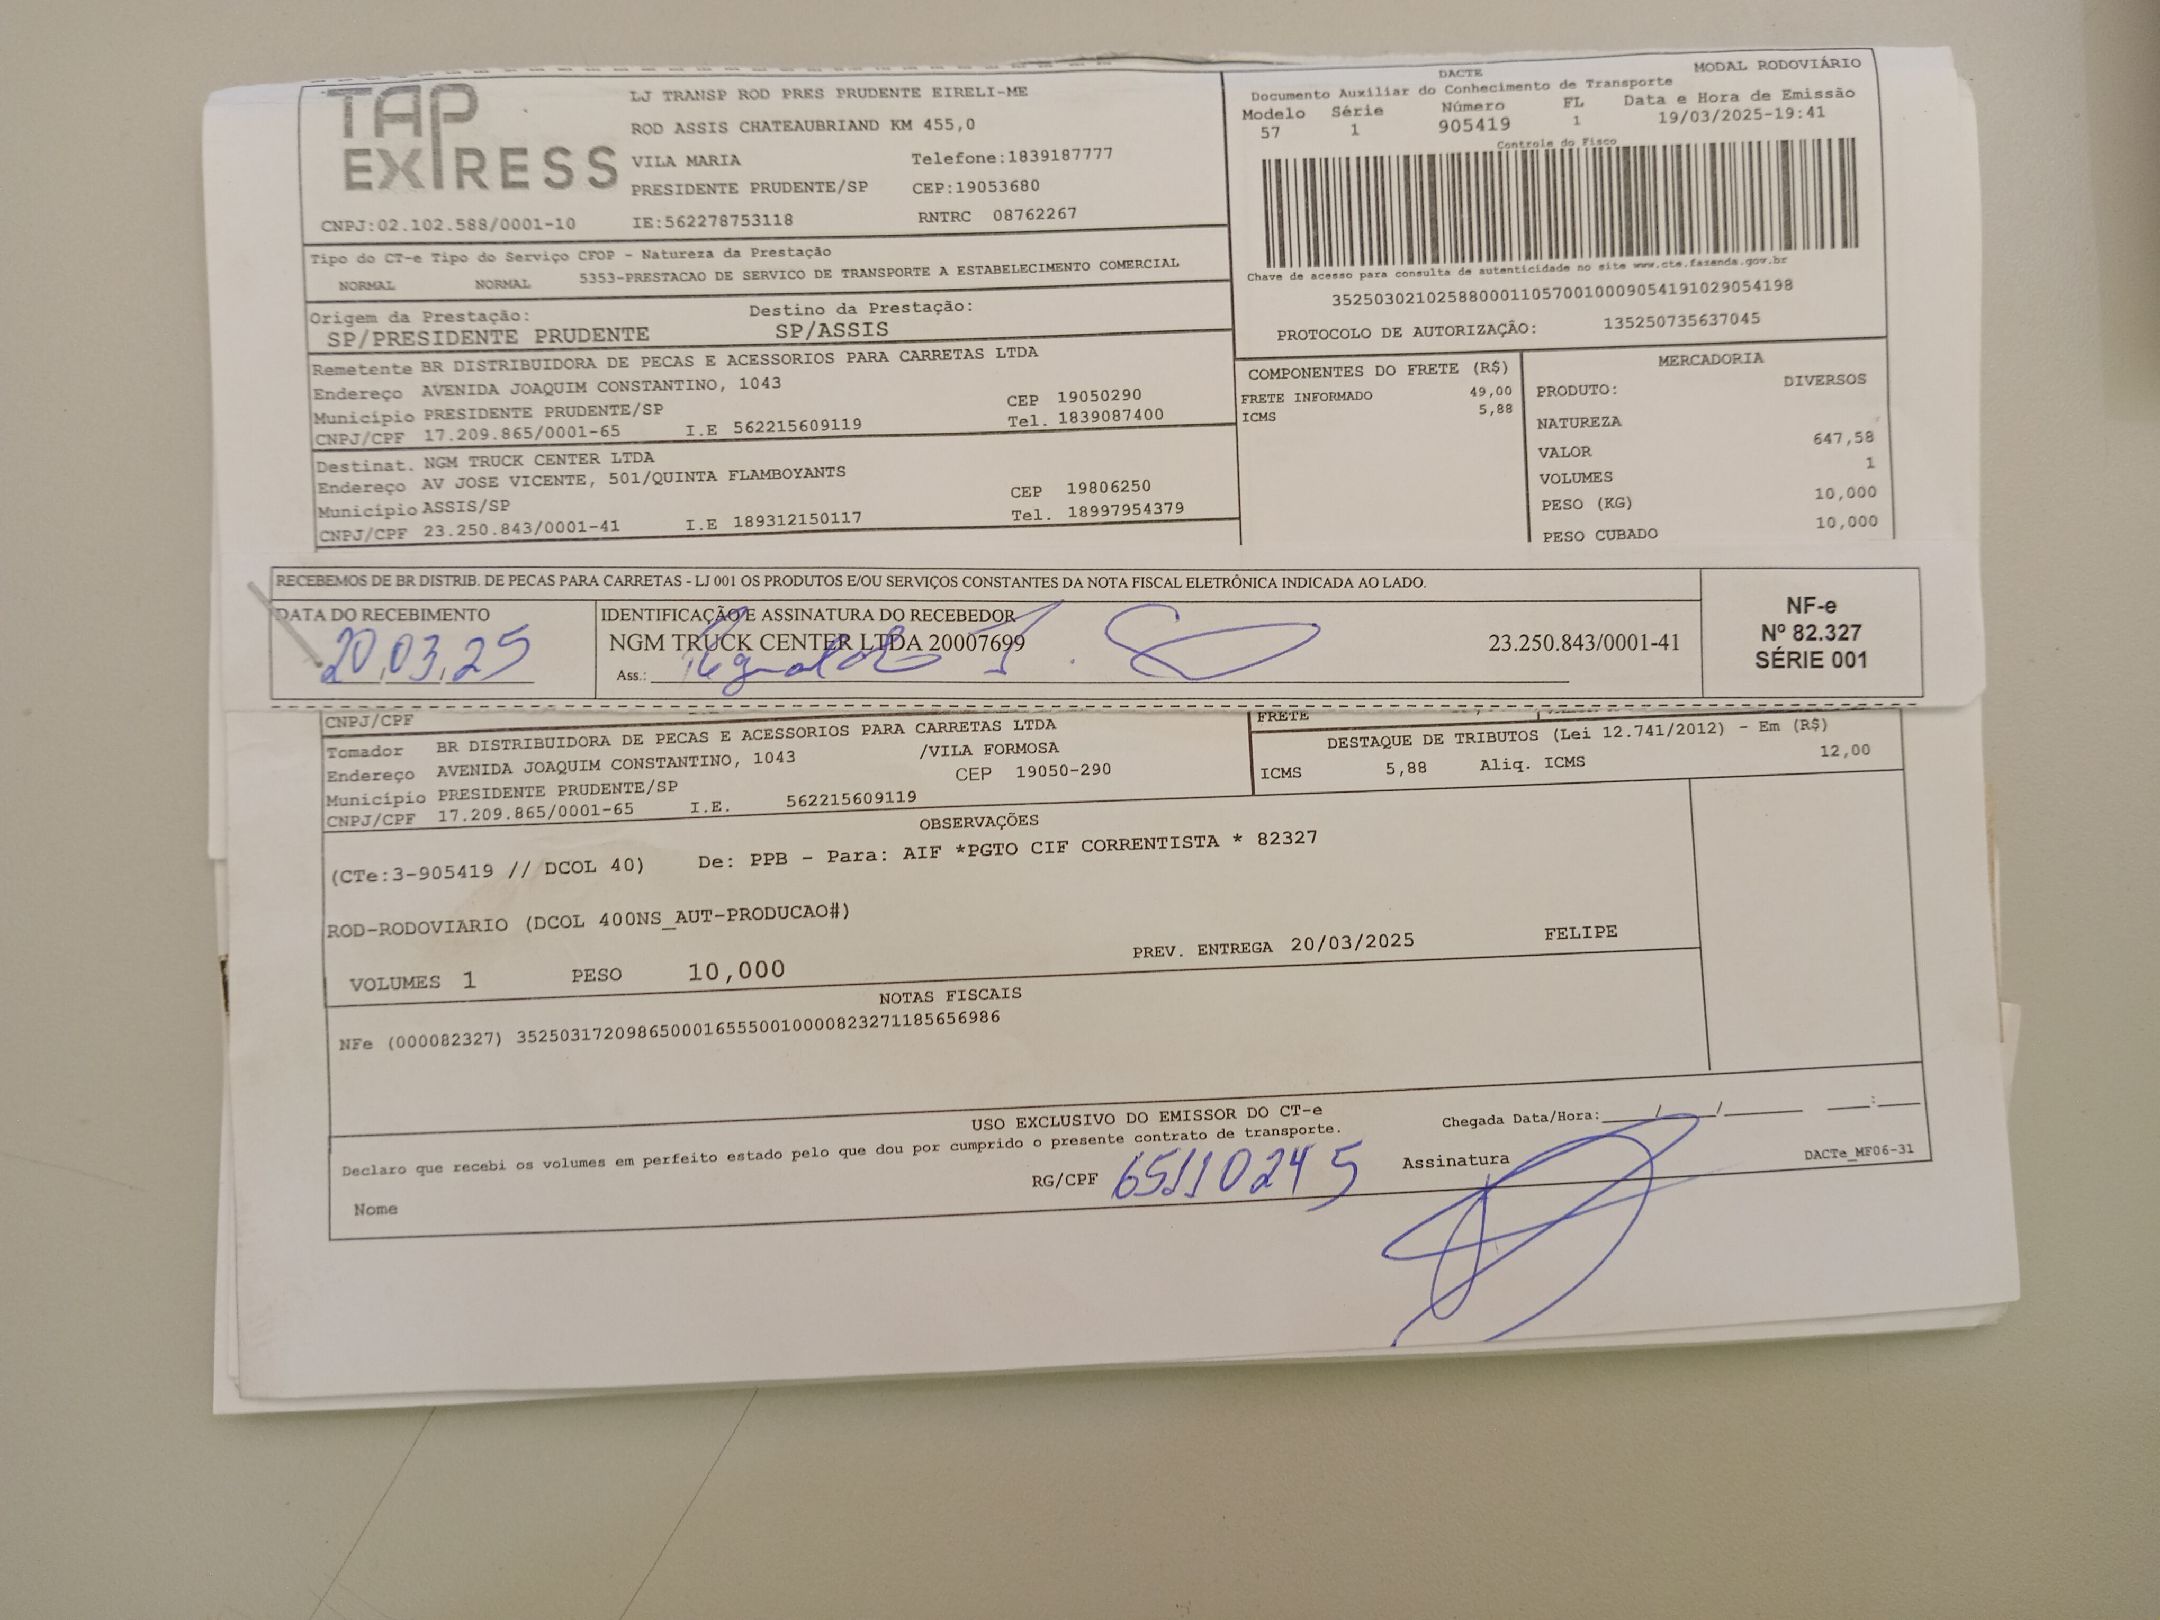 TAP EXPRESS
LJ TRANSP ROD PRES PRUDENTE EIRELI-ME
ROD ASSIS CHATEAUBRIAND KM 455,0
VILA MARIA Telefone:1839187777
PRESIDENTE PRUDENTE/SP CEP:19053680
CNPJ:02.102.588/0001-10 IE:562278753118 RNTRC 08762267
DACTE MODAL RODOVIÁRIO
Documento Auxiliar do Conhecimento de Transporte
Modelo Série Número FL Data e Hora de Emissão
57 1 905419 1 19/03/2025-19:41
Controle do Fisco
Chave de acesso para consulta de autenticidade no site www.cte.fazenda.gov.br
35250302102588000110570010009054191029054198
PROTOCOLO DE AUTORIZAÇÃO: 135250735637045
Tipo do CT-e Tipo do Serviço CFOP - Natureza da Prestação
NORMAL NORMAL 5353-PRESTACAO DE SERVICO DE TRANSPORTE A ESTABELECIMENTO COMERCIAL
Origem da Prestação: Destino da Prestação:
SP/PRESIDENTE PRUDENTE SP/ASSIS
Remetente BR DISTRIBUIDORA DE PECAS E ACESSORIOS PARA CARRETAS LTDA
Endereço AVENIDA JOAQUIM CONSTANTINO, 1043
Município PRESIDENTE PRUDENTE/SP CEP 19050290
CNPJ/CPF 17.209.865/0001-65 I.E 562215609119 Tel. 1839087400
Destinat. NGM TRUCK CENTER LTDA
Endereço AV JOSE VICENTE, 501/QUINTA FLAMBOYANTS
Município ASSIS/SP CEP 19806250
CNPJ/CPF 23.250.843/0001-41 I.E 189312150117 Tel. 18997954379
COMPONENTES DO FRETE (R$)
FRETE INFORMADO 49,00
ICMS 5,88
MERCADORIA
PRODUTO: DIVERSOS
NATUREZA
VALOR 647,58
VOLUMES 1
PESO (KG) 10,000
PESO CUBADO 10,000
RECEBEMOS DE BR DISTRIB. DE PECAS PARA CARRETAS - LJ 001 OS PRODUTOS E/OU SERVIÇOS CONSTANTES DA NOTA FISCAL ELETRÔNICA INDICADA AO LADO.
DATA DO RECEBIMENTO IDENTIFICAÇÃO E ASSINATURA DO RECEBEDOR
20,03,25 NGM TRUCK CENTER LTDA 20007699 23.250.843/0001-41
Ass.:
NF-e
Nº 82.327
SÉRIE 001
CNPJ/CPF
Tomador BR DISTRIBUIDORA DE PECAS E ACESSORIOS PARA CARRETAS LTDA
Endereço AVENIDA JOAQUIM CONSTANTINO, 1043 /VILA FORMOSA
Município PRESIDENTE PRUDENTE/SP CEP 19050-290
CNPJ/CPF 17.209.865/0001-65 I.E. 562215609119
FRETE
DESTAQUE DE TRIBUTOS (Lei 12.741/2012) - Em (R$)
ICMS 5,88 Aliq. ICMS 12,00
OBSERVAÇÕES
(CTe:3-905419 // DCOL 40) De: PPB - Para: AIF *PGTO CIF CORRENTISTA * 82327
ROD-RODOVIARIO (DCOL 400NS_AUT-PRODUCAO#)
PREV. ENTREGA 20/03/2025 FELIPE
VOLUMES 1 PESO 10,000
NOTAS FISCAIS
NFe (000082327) 35250317209865000165550010000823271185656986
USO EXCLUSIVO DO EMISSOR DO CT-e
Declaro que recebi os volumes em perfeito estado pelo que dou por cumprido o presente contrato de transporte.
Chegada Data/Hora:___/___/______ ___:___
Nome RG/CPF 65110245 Assinatura
DACTe_MF06-31